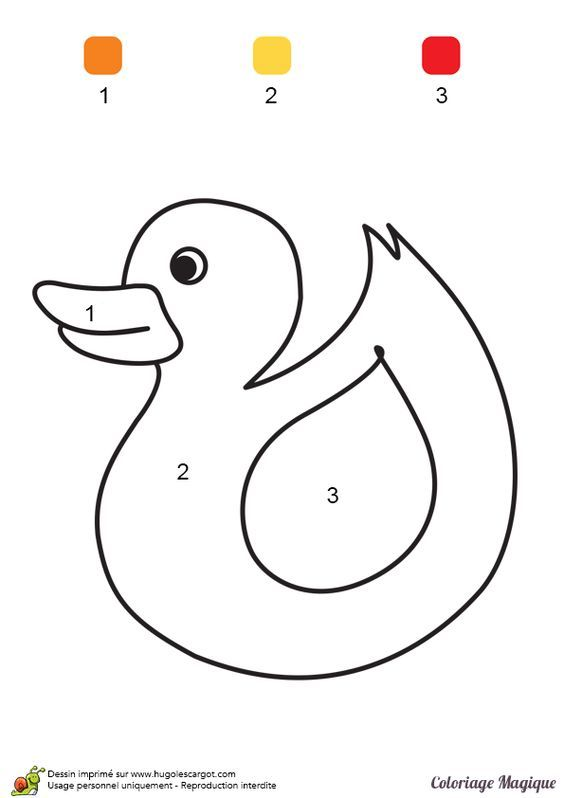 1 2 3
1
2
3
Dessin imprimé sur www.hugolescargot.com
Usage personnel uniquement - Reproduction interdite
Coloriage Magique